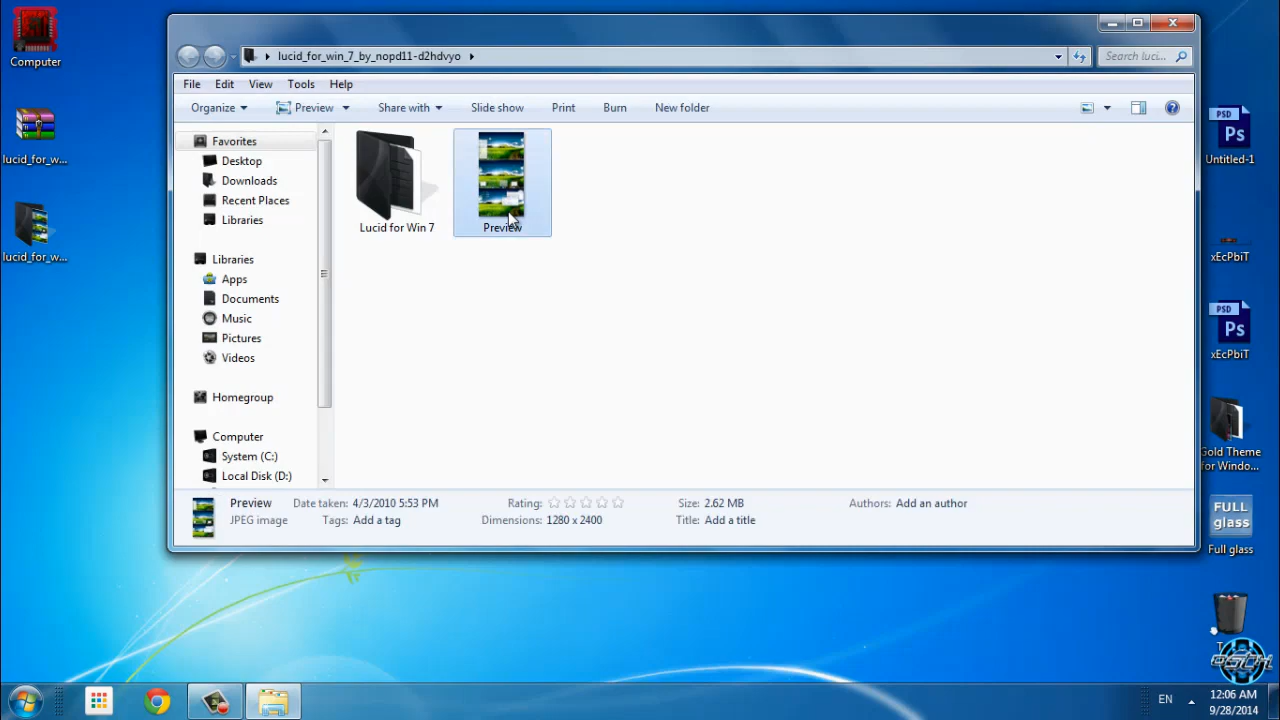 Computer
lucid_for_w...
lucid_for_w...
lucid_for_win_7_by_nopd11-d2hdvyo
Search luci...
File Edit View Tools Help
Organize Preview Share with Slide show Print Burn New folder
Favorites
Desktop
Downloads
Recent Places
Libraries
Libraries
Apps
Documents
Music
Pictures
Videos
Homegroup
Computer
System (C:)
Local Disk (D:)
Lucid for Win 7
Preview
Preview Date taken: 4/3/2010 5:53 PM Rating: Size: 2.62 MB Authors: Add an author
JPEG image Tags: Add a tag Dimensions: 1280 x 2400 Title: Add a title
PSD
Ps
Untitled-1
xEcPbiT
PSD
Ps
xEcPbiT
Gold Theme
for Windo...
FULL
glass
Full glass
EN
12:06 AM
9/28/2014